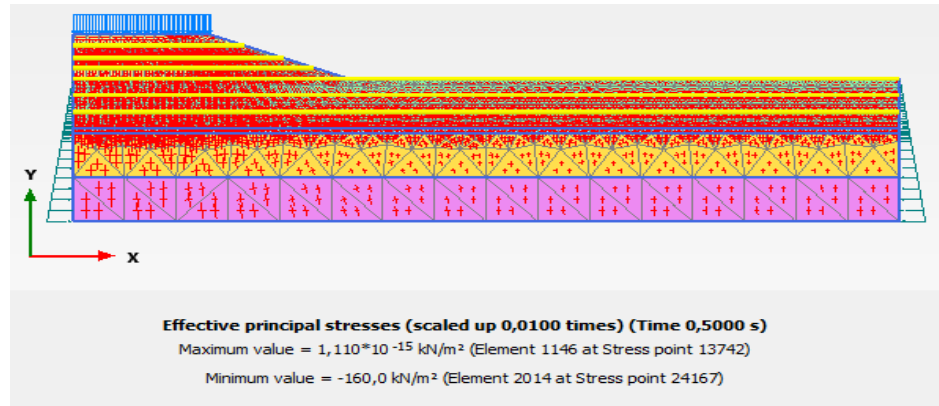 Y
X
Effective principal stresses (scaled up 0,0100 times) (Time 0,5000 s)
Maximum value = 1,110*10 -15 kN/m² (Element 1146 at Stress point 13742)
Minimum value = -160,0 kN/m² (Element 2014 at Stress point 24167)